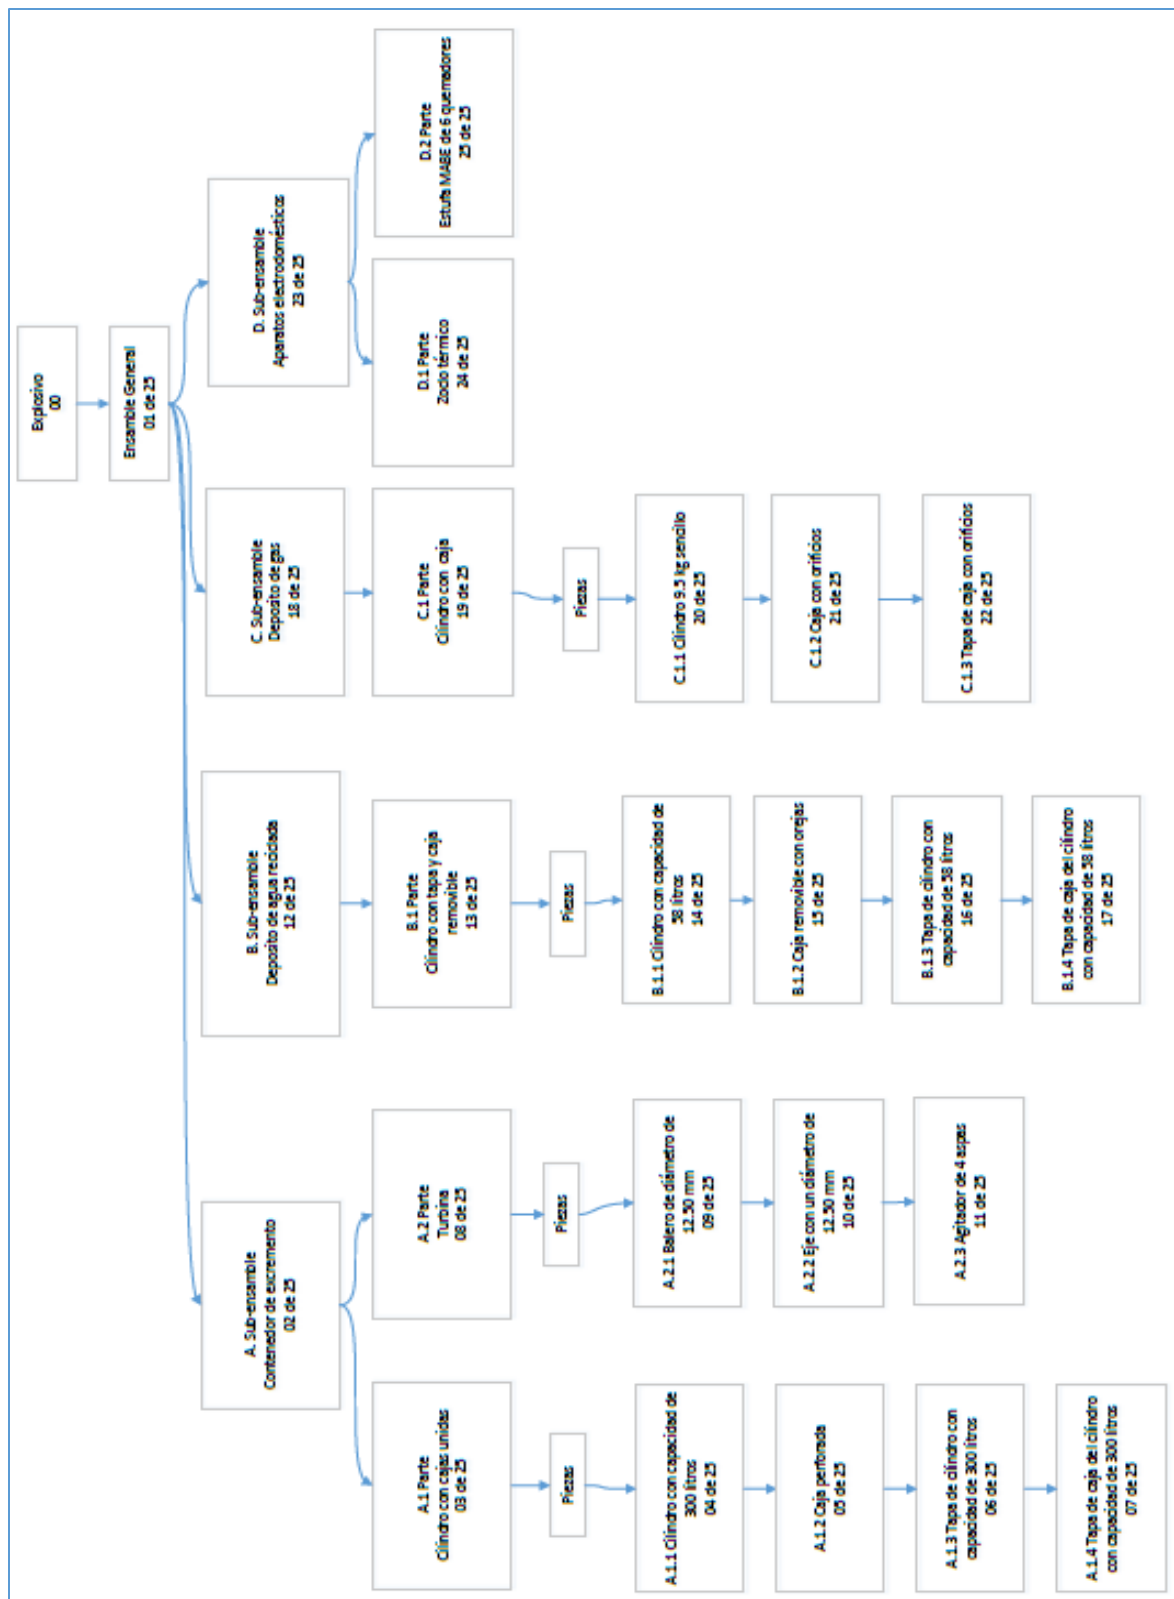 Explosivo
00
Ensamble General
01 de 25
A. Sub-ensamble
Contenedor de excremento
02 de 25
A.1 Parte
Cilindro con cajas unidas
03 de 25
Piezas
A.1.1 Cilindro con capacidad de
300 litros
04 de 25
A.1.2 Caja perforada
05 de 25
A.1.3 Tapa de cilindro con
capacidad de 300 litros
06 de 25
A.1.4 Tapa de caja del cilindro
con capacidad de 300 litros
07 de 25
A.2 Parte
Turbina
08 de 25
Piezas
A.2.1 Balero de diámetro de
12.50 mm
09 de 25
A.2.2 Eje con un diámetro de
12.50 mm
10 de 25
A.2.3 Agitador de 4 aspas
11 de 25
B. Sub-ensamble
Deposito de agua reciclada
12 de 25
B.1 Parte
Cilindro con tapa y caja
removible
13 de 25
Piezas
B.1.1 Cilindro con capacidad de
58 litros
14 de 25
B.1.2 Caja removible con orejas
15 de 25
B.1.3 Tapa de cilindro con
capacidad de 58 litros
16 de 25
B.1.4 Tapa de caja del cilindro
con capacidad de 58 litros
17 de 25
C. Sub-ensamble
Deposito de gas
18 de 25
C.1 Parte
Cilindro con caja
19 de 25
Piezas
C.1.1 Cilindro 9.5 kg sencillo
20 de 25
C.1.2 Caja con orificios
21 de 25
C.1.3 Tapa de caja con orificios
22 de 25
D. Sub-ensamble
Aparatos electrodomésticos
23 de 25
D.1 Parte
Zoclo térmico
24 de 25
D.2 Parte
Estufa MABE de 6 quemadores
25 de 25